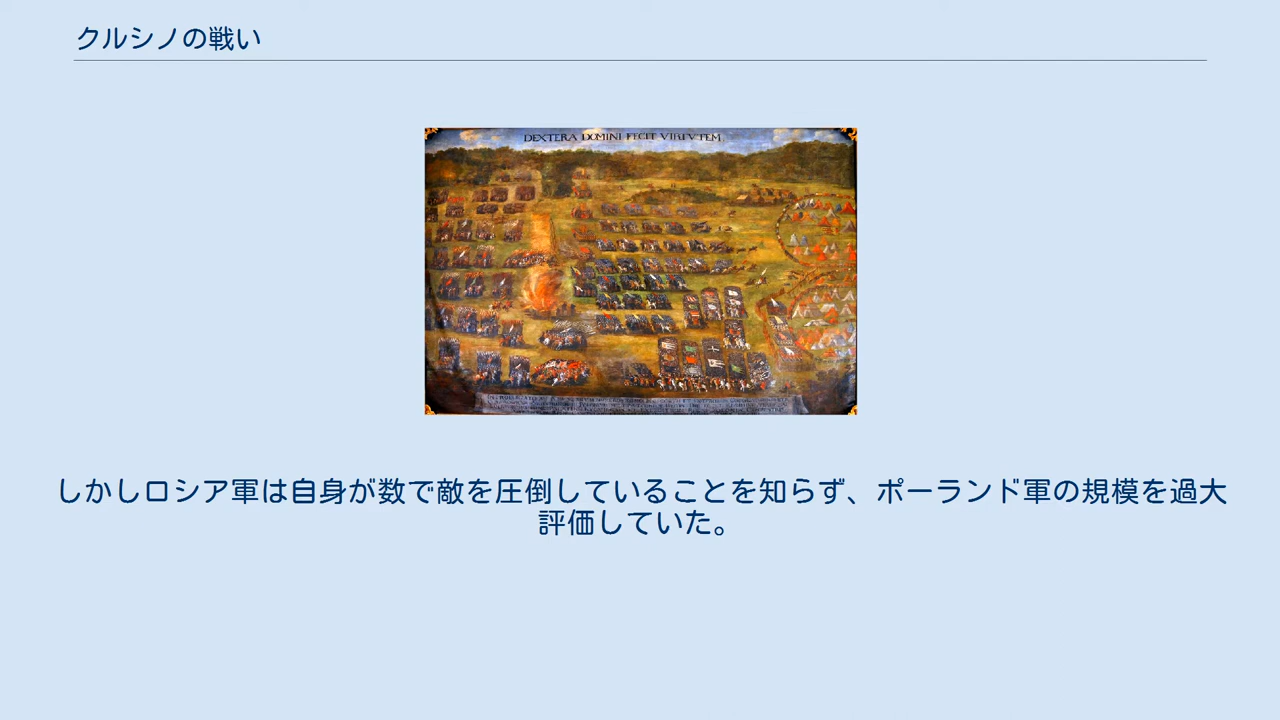 クルシノの戦い
DEXTERA DOMINI FECIT VIRTVTEM
しかしロシア軍は自身が数で敵を圧倒していることを知らず、ポーランド軍の規模を過大
評価していた。